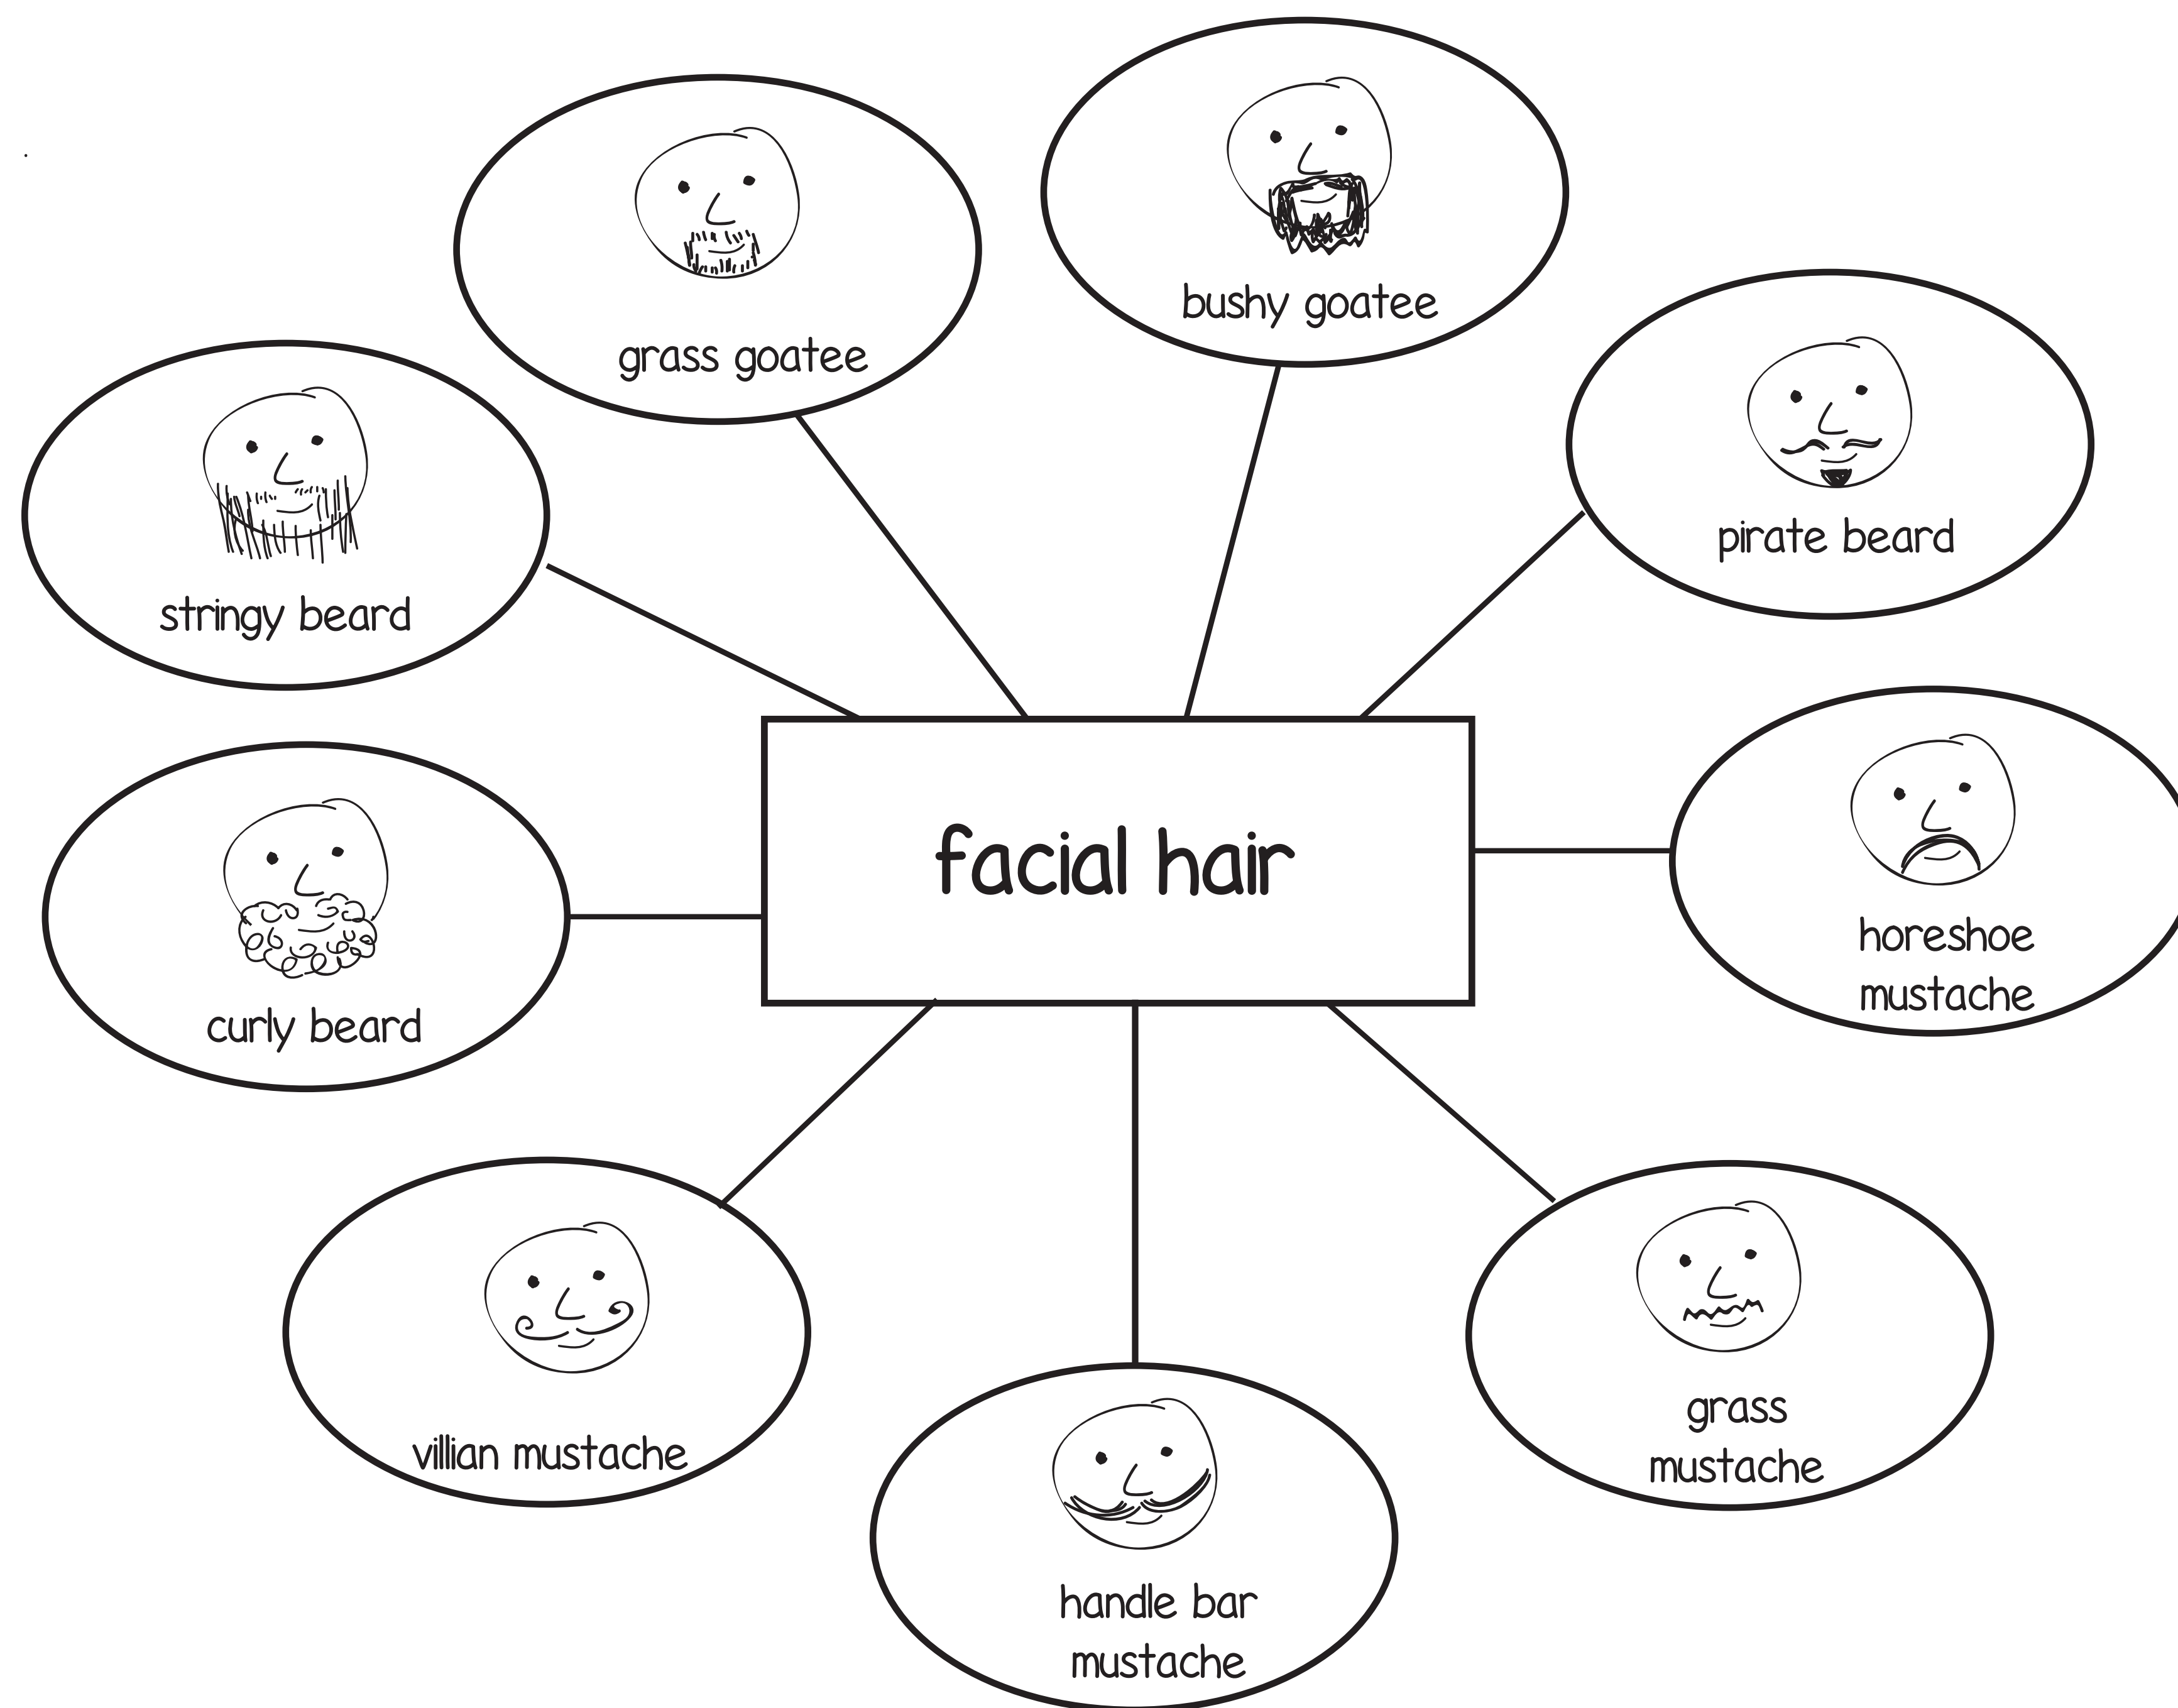 bushy goatee
grass goatee
pirate beard
stringy beard
facial hair
horeshoe
mustache
curly beard
villian mustache
grass
mustache
handle bar
mustache